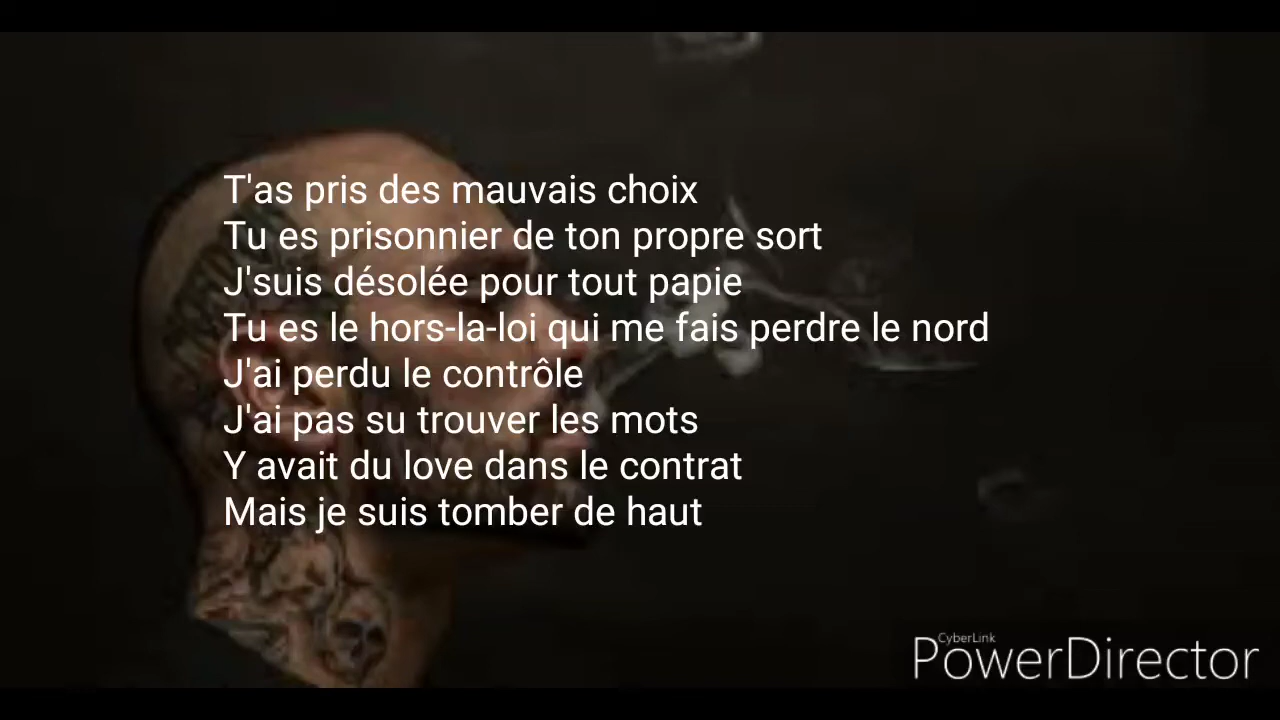 T'as pris des mauvais choix
Tu es prisonnier de ton propre sort
J'suis désolée pour tout papie
Tu es le hors-la-loi qui me fais perdre le nord
J'ai perdu le contrôle
J'ai pas su trouver les mots
Y avait du love dans le contrat
Mais je suis tomber de haut
CyberLink
PowerDirector